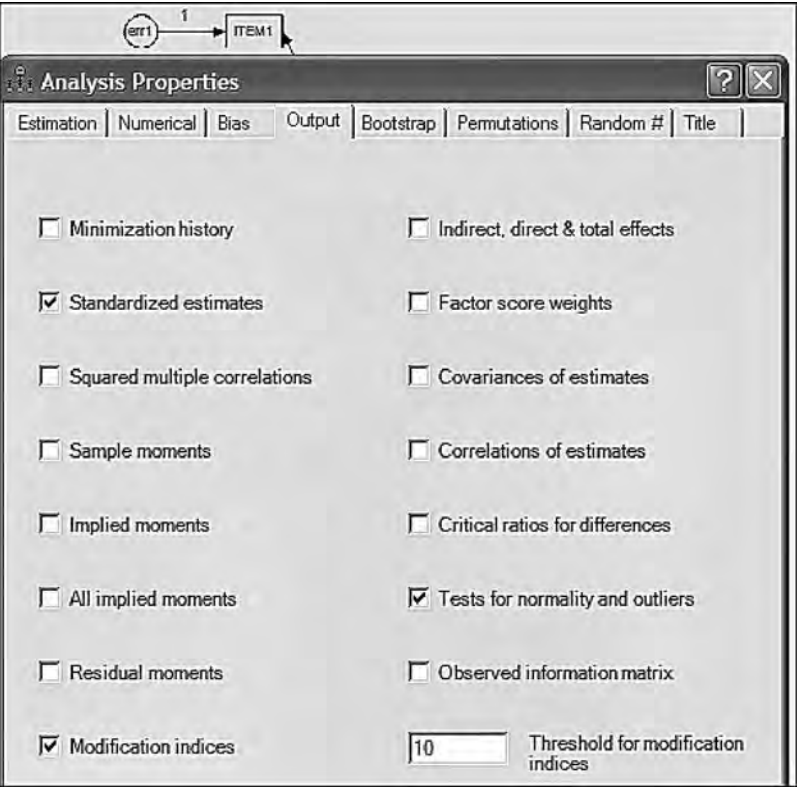 1
err1
ITEM1
Analysis Properties
Estimation
Numerical
Bias
Output
Bootstrap
Permutations
Random #
Title
Minimization history
Indirect, direct & total effects
Standardized estimates
Factor score weights
Squared multiple correlations
Covariances of estimates
Sample moments
Correlations of estimates
Implied moments
Critical ratios for differences
All implied moments
Tests for normality and outliers
Residual moments
Observed information matrix
Modification indices
10
Threshold for modification
indices